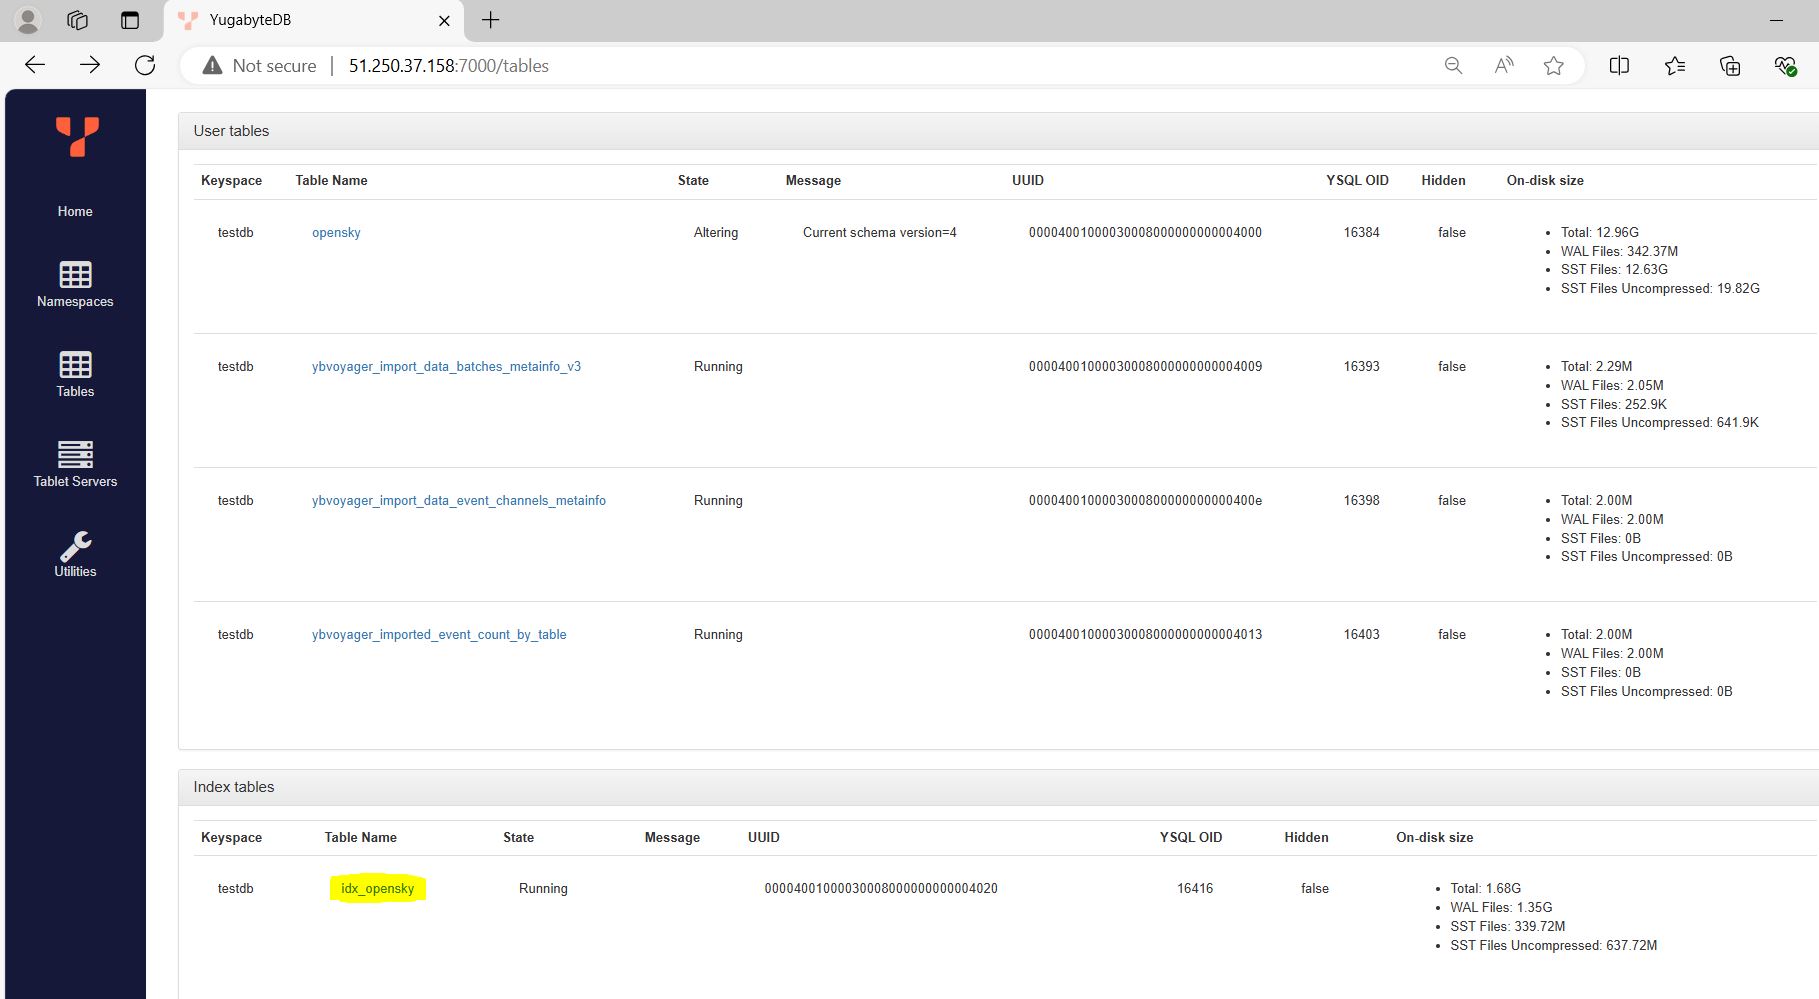 YugabyteDB
Not secure 51.250.37.158:7000/tables
Home
Namespaces
Tables
Tablet Servers
Utilities
User tables
Keyspace Table Name State Message UUID YSQL OID Hidden On-disk size
testdb opensky Altering Current schema version=4 00004001000030008000000000004000 16384 false
Total: 12.96G
WAL Files: 342.37M
SST Files: 12.63G
SST Files Uncompressed: 19.82G
testdb ybvoyager_import_data_batches_metainfo_v3 Running 00004001000030008000000000004009 16393 false
Total: 2.29M
WAL Files: 2.05M
SST Files: 252.9K
SST Files Uncompressed: 641.9K
testdb ybvoyager_import_data_event_channels_metainfo Running 0000400100003000800000000000400e 16398 false
Total: 2.00M
WAL Files: 2.00M
SST Files: 0B
SST Files Uncompressed: 0B
testdb ybvoyager_imported_event_count_by_table Running 00004001000030008000000000004013 16403 false
Total: 2.00M
WAL Files: 2.00M
SST Files: 0B
SST Files Uncompressed: 0B
Index tables
Keyspace Table Name State Message UUID YSQL OID Hidden On-disk size
testdb idx_opensky Running 00004001000030008000000000004020 16416 false
Total: 1.68G
WAL Files: 1.35G
SST Files: 339.72M
SST Files Uncompressed: 637.72M